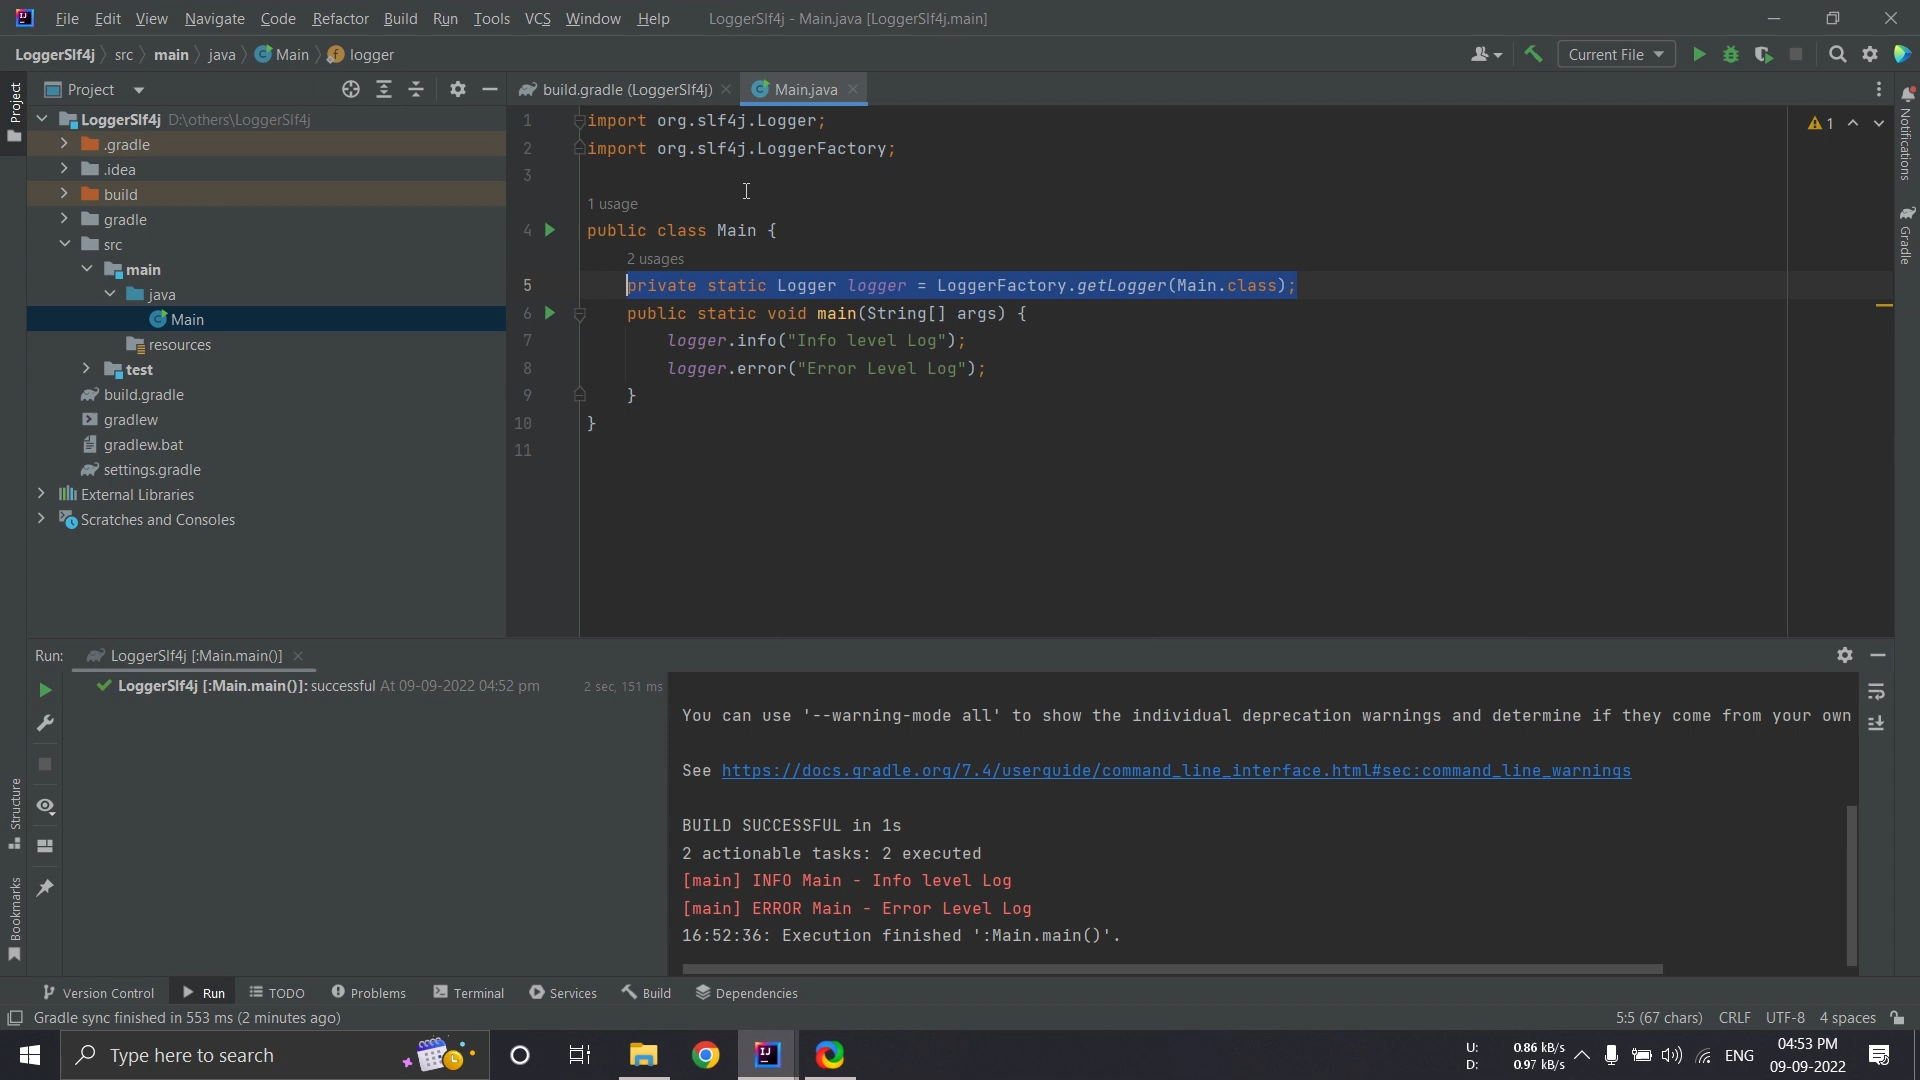 File Edit View Navigate Code Refactor Build Run Tools VCS Window Help LoggerSlf4j - Main.java [LoggerSlf4j.main]
LoggerSlf4j src main java Main logger Current File
Project
Project
build.gradle (LoggerSlf4j)
Main.java
LoggerSlf4j D:\others\LoggerSlf4j
.gradle
.idea
build
gradle
src
main
java
Main
resources
test
build.gradle
gradlew
gradlew.bat
settings.gradle
External Libraries
Scratches and Consoles
1 import org.slf4j.Logger;
2 import org.slf4j.LoggerFactory;
3
1 usage
4 public class Main {
2 usages
5 private static Logger logger = LoggerFactory.getLogger(Main.class);
6 public static void main(String[] args) {
7 logger.info("Info level Log");
8 logger.error("Error Level Log");
9 }
10 }
11
1
Notifications
Gradle
Run: LoggerSlf4j [:Main.main()]
LoggerSlf4j [:Main.main()]: successful At 09-09-2022 04:52 pm 2 sec, 151 ms
You can use '--warning-mode all' to show the individual deprecation warnings and determine if they come from your own
See https://docs.gradle.org/7.4/userguide/command_line_interface.html#sec:command_line_warnings
BUILD SUCCESSFUL in 1s
2 actionable tasks: 2 executed
[main] INFO Main - Info level Log
[main] ERROR Main - Error Level Log
16:52:36: Execution finished ':Main.main()'.
Structure
Bookmarks
Version Control Run TODO Problems Terminal Services Build Dependencies
Gradle sync finished in 553 ms (2 minutes ago) 5:5 (67 chars) CRLF UTF-8 4 spaces
Type here to search
U: 0.86 kB/s
D: 0.97 kB/s
ENG
04:53 PM
09-09-2022